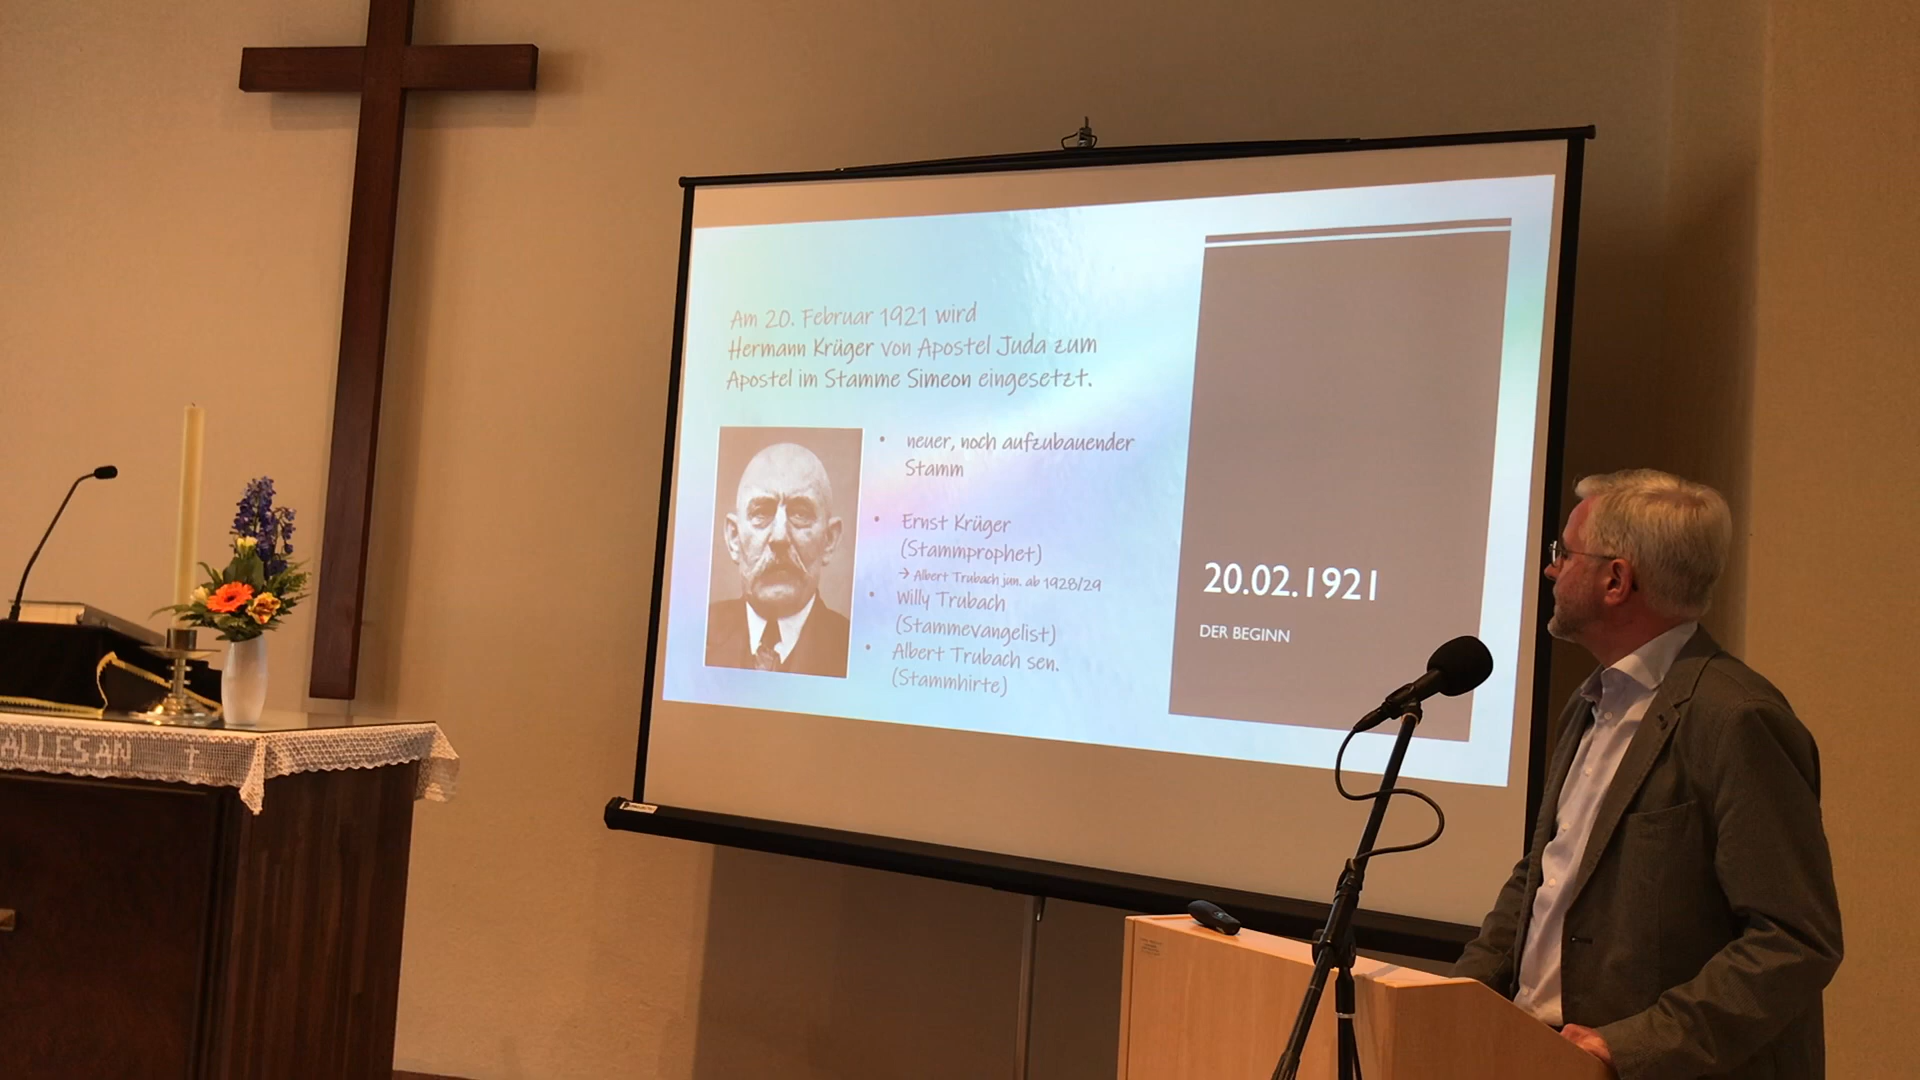 Am 20. Februar 1921 wird
Hermann Krüger von Apostel Juda zum
Apostel im Stamme Simeon eingesetzt.
• neuer, noch aufzubauender
Stamm
• Ernst Krüger
(Stammprophet)
→ Albert Trubach jun. ab 1928/29
• Willy Trubach
(Stammevangelist)
• Albert Trubach sen.
(Stammhirte)
20.02.1921
DER BEGINN
ALLES AN